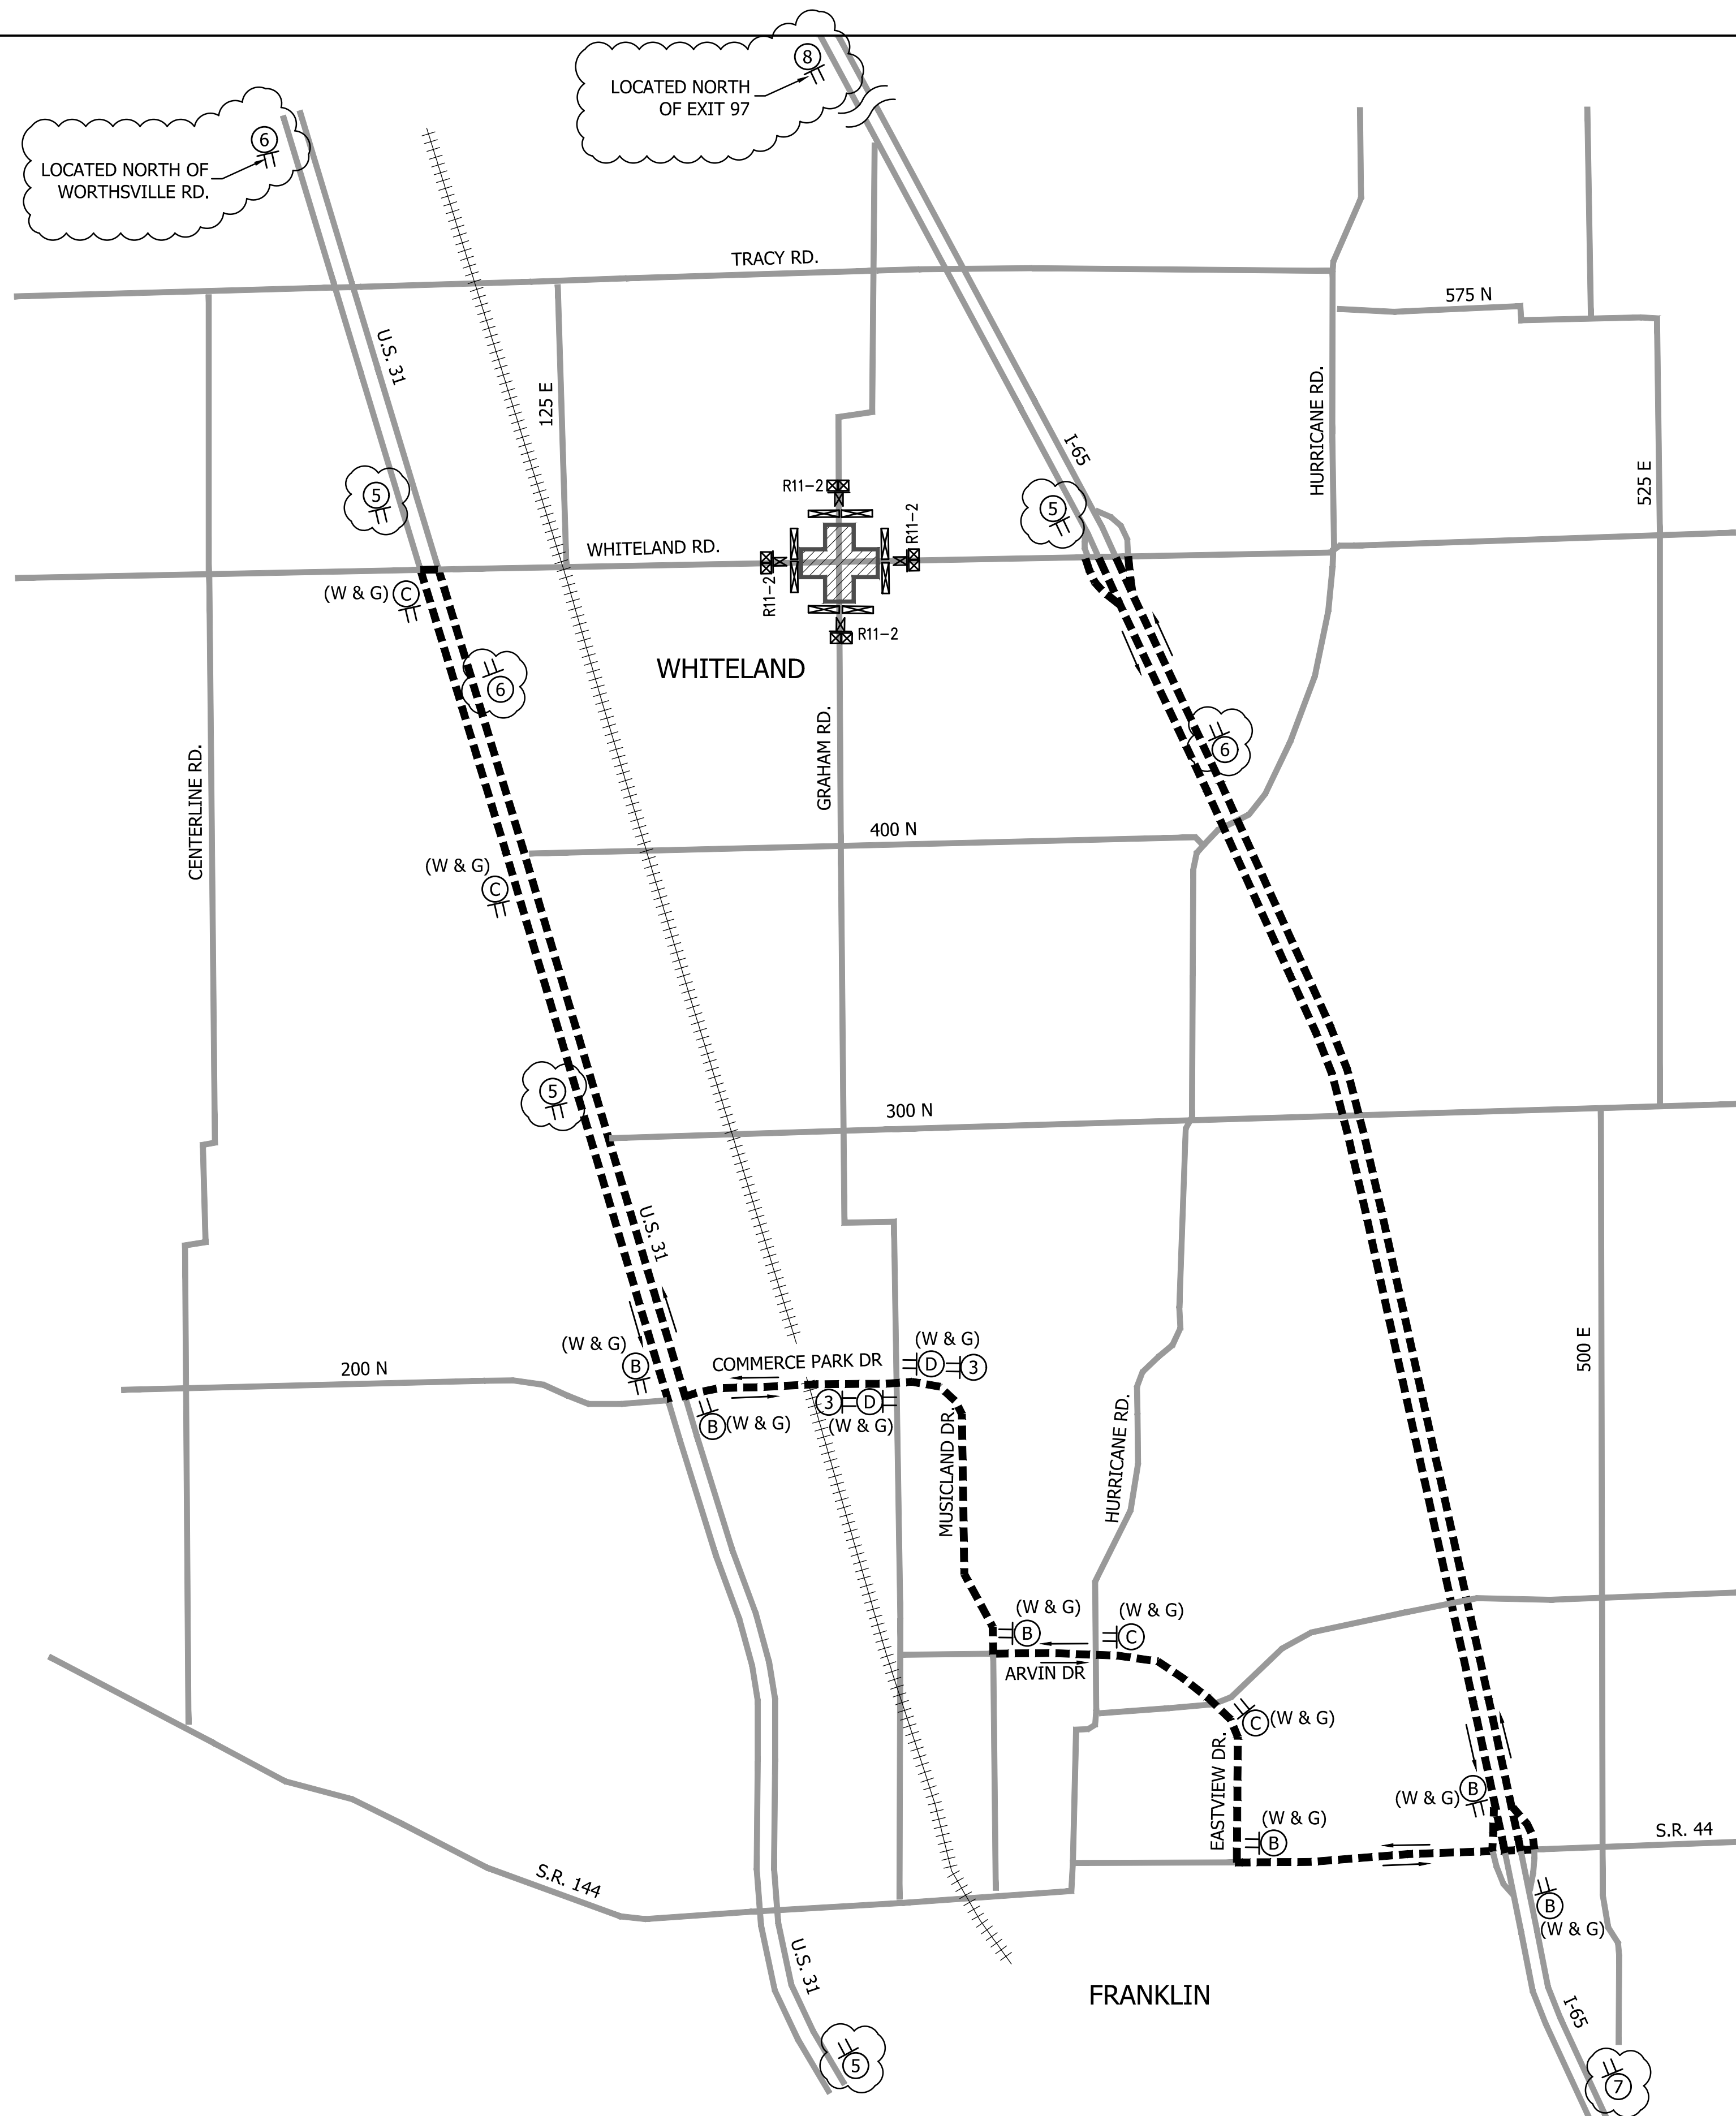 8
LOCATED NORTH
OF EXIT 97
6
LOCATED NORTH OF
WORTHSVILLE RD.
TRACY RD.
575 N
U.S. 31
125 E
I-65
HURRICANE RD.
525 E
5
R11-2
5
R11-2
WHITELAND RD.
R11-2
R11-2
(W & G) C
WHITELAND
6
6
CENTERLINE RD.
GRAHAM RD.
400 N
(W & G)
C
5
300 N
U.S. 31
500 E
(W & G)
B
200 N
COMMERCE PARK DR
(W & G)
D 3
3 D
(W & G)
B (W & G)
MUSICLAND DR.
HURRICANE RD.
(W & G)
B
(W & G)
C
ARVIN DR
C (W & G)
EASTVIEW DR.
B
(W & G)
(W & G)
B
S.R. 44
S.R. 144
B
(W & G)
U.S. 31
FRANKLIN
I-65
5
7